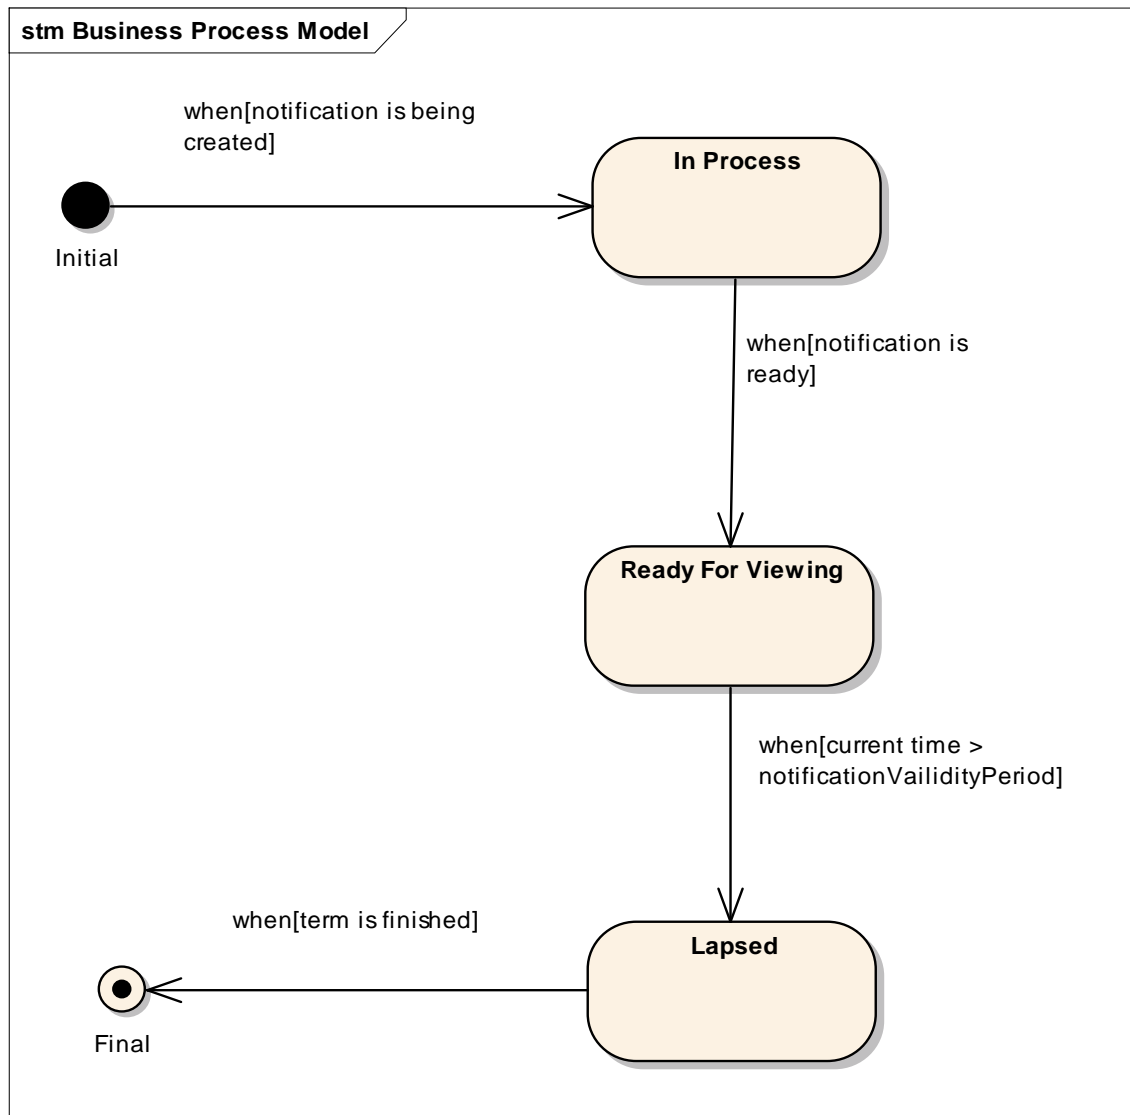 stm Business Process Model
when[notification is being
created]
In Process
Initial
when[notification is
ready]
Ready For Viewing
when[current time >
notificationVailidityPeriod]
when[term is finished]
Lapsed
Final